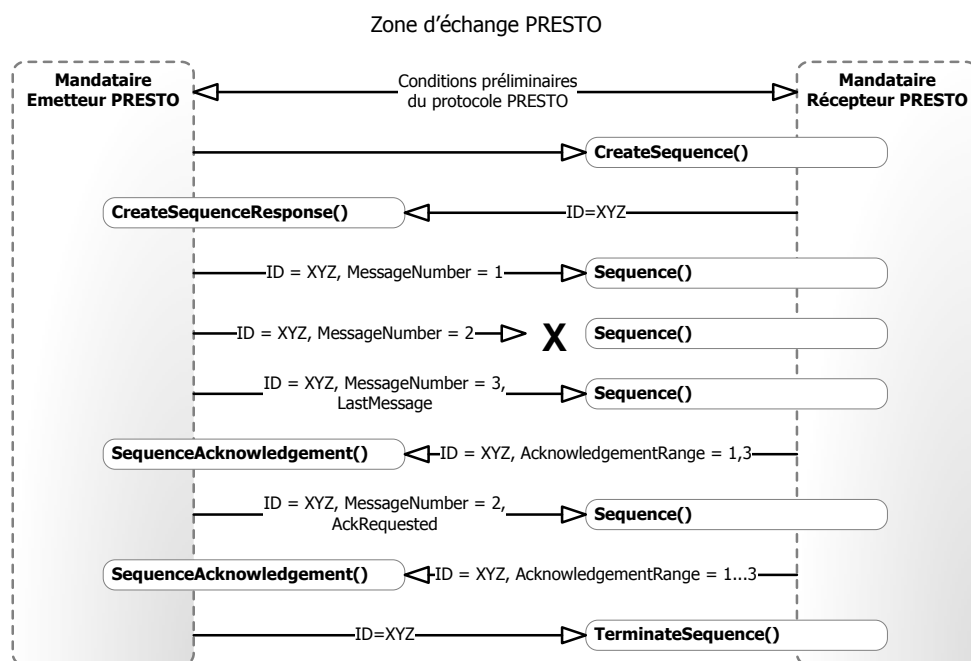 Zone d’échange PRESTO
Mandataire
Emetteur PRESTO
Conditions préliminaires
du protocole PRESTO
Mandataire
Récepteur PRESTO
CreateSequence()
CreateSequenceResponse()
ID=XYZ
ID = XYZ, MessageNumber = 1
Sequence()
ID = XYZ, MessageNumber = 2
X
Sequence()
ID = XYZ, MessageNumber = 3,
LastMessage
Sequence()
SequenceAcknowledgement()
ID = XYZ, AcknowledgementRange = 1,3
ID = XYZ, MessageNumber = 2,
AckRequested
Sequence()
SequenceAcknowledgement()
ID = XYZ, AcknowledgementRange = 1...3
ID=XYZ
TerminateSequence()